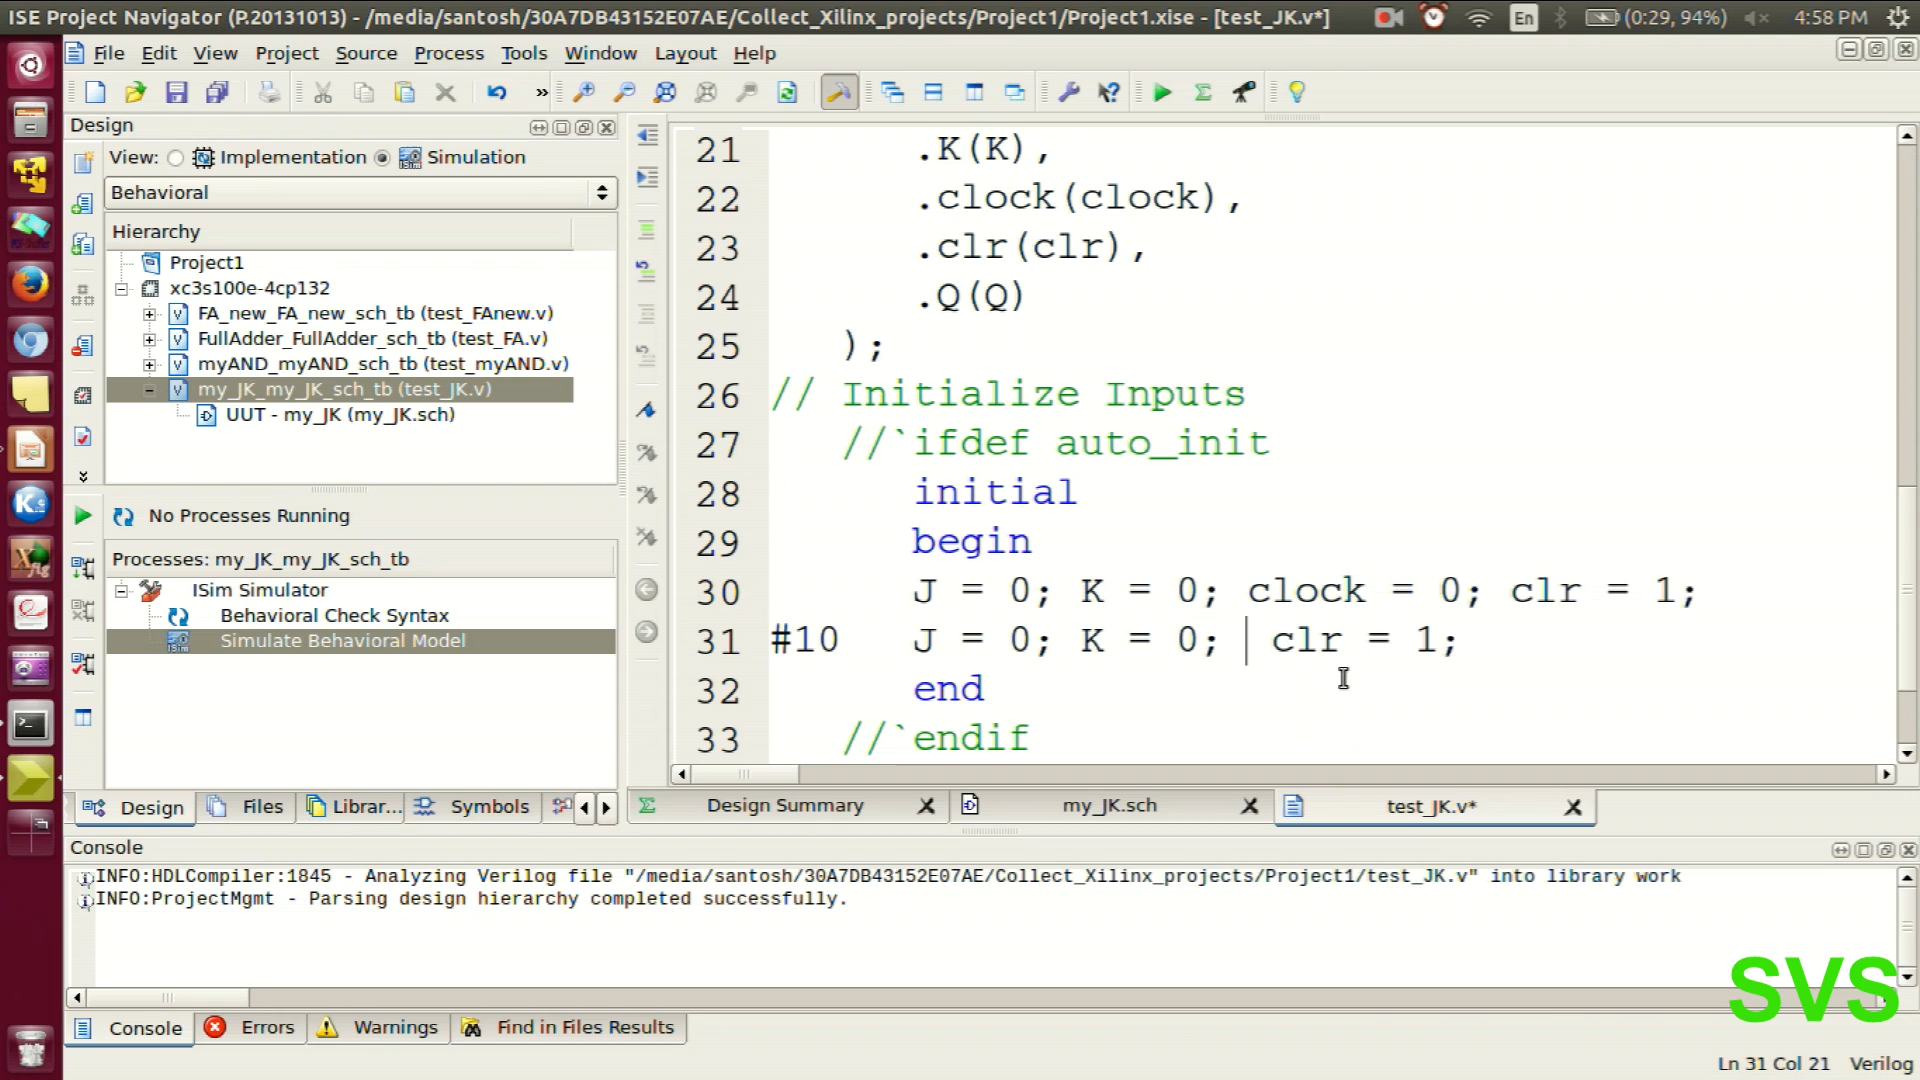 ISE Project Navigator (P.20131013) - /media/santosh/30A7DB43152E07AE/Collect_Xilinx_projects/Project1/Project1.xise - [test_JK.v*]
En
(0:29, 94%)
4:58 PM
File Edit View Project Source Process Tools Window Layout Help
»
Design
View: Implementation Simulation
Behavioral
Hierarchy
Project1
xc3s100e-4cp132
FA_new_FA_new_sch_tb (test_FAnew.v)
FullAdder_FullAdder_sch_tb (test_FA.v)
myAND_myAND_sch_tb (test_myAND.v)
my_JK_my_JK_sch_tb (test_JK.v)
UUT - my_JK (my_JK.sch)
No Processes Running
Processes: my_JK_my_JK_sch_tb
ISim Simulator
Behavioral Check Syntax
Simulate Behavioral Model
Design Files Librar... Symbols
21 .K(K),
22 .clock(clock),
23 .clr(clr),
24 .Q(Q)
25 );
26 // Initialize Inputs
27 //`ifdef auto_init
28 initial
29 begin
30 J = 0; K = 0; clock = 0; clr = 1;
31 #10 J = 0; K = 0; clr = 1;
32 end
33 //`endif
Design Summary my_JK.sch test_JK.v*
Console
INFO:HDLCompiler:1845 - Analyzing Verilog file "/media/santosh/30A7DB43152E07AE/Collect_Xilinx_projects/Project1/test_JK.v" into library work
INFO:ProjectMgmt - Parsing design hierarchy completed successfully.
SVS
Console Errors Warnings Find in Files Results
Ln 31 Col 21 Verilog